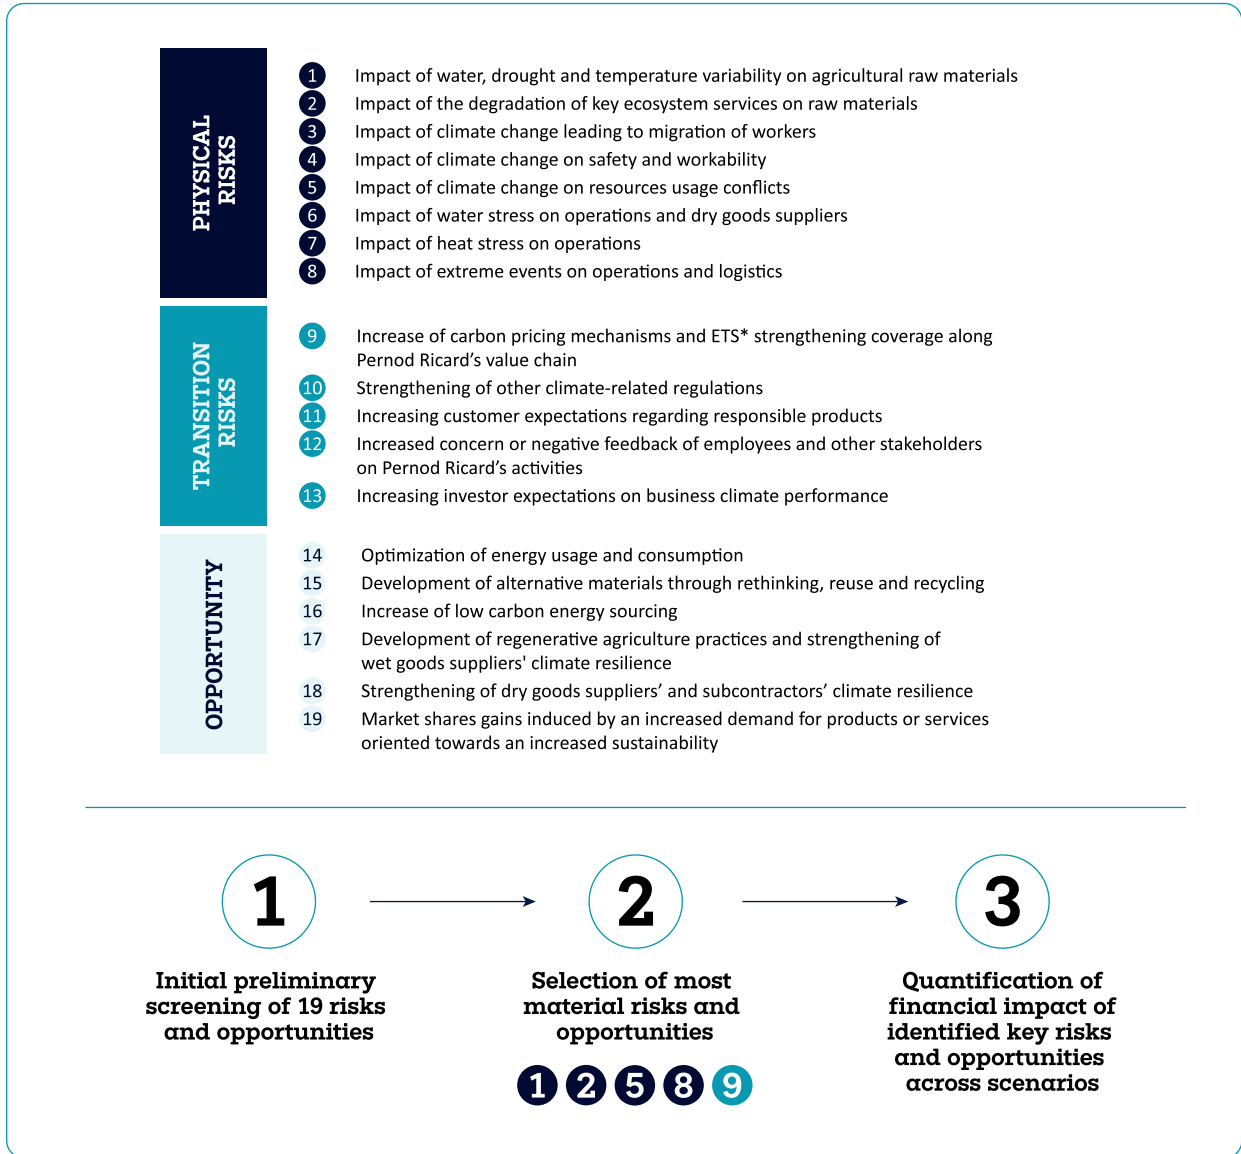 PHYSICAL
RISKS
1 Impact of water, drought and temperature variability on agricultural raw materials
2 Impact of the degradation of key ecosystem services on raw materials
3 Impact of climate change leading to migration of workers
4 Impact of climate change on safety and workability
5 Impact of climate change on resources usage conflicts
6 Impact of water stress on operations and dry goods suppliers
7 Impact of heat stress on operations
8 Impact of extreme events on operations and logistics
TRANSITION
RISKS
9 Increase of carbon pricing mechanisms and ETS* strengthening coverage along
Pernod Ricard’s value chain
10 Strengthening of other climate-related regulations
11 Increasing customer expectations regarding responsible products
12 Increased concern or negative feedback of employees and other stakeholders
on Pernod Ricard’s activities
13 Increasing investor expectations on business climate performance
OPPORTUNITY
14 Optimization of energy usage and consumption
15 Development of alternative materials through rethinking, reuse and recycling
16 Increase of low carbon energy sourcing
17 Development of regenerative agriculture practices and strengthening of
wet goods suppliers' climate resilience
18 Strengthening of dry goods suppliers’ and subcontractors’ climate resilience
19 Market shares gains induced by an increased demand for products or services
oriented towards an increased sustainability
1
Initial preliminary
screening of 19 risks
and opportunities
2
Selection of most
material risks and
opportunities
1 2 5 8 9
3
Quantification of
financial impact of
identified key risks
and opportunities
across scenarios